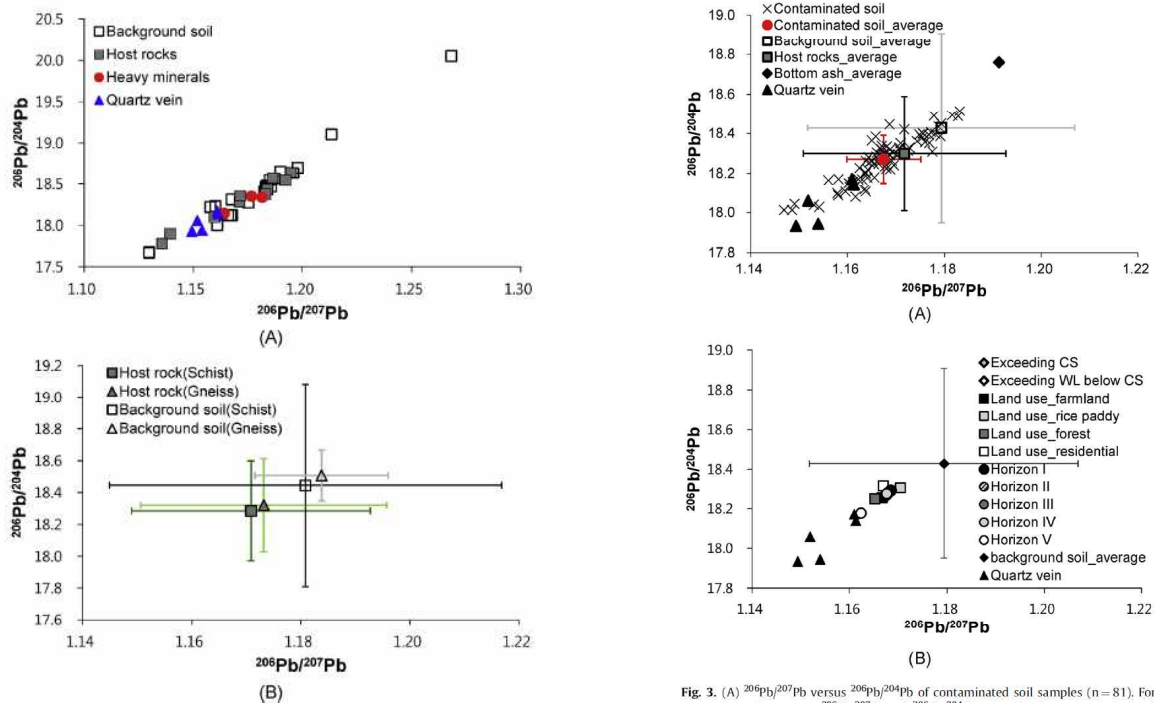 20.5
20.0
19.5
19.0
18.5
18.0
17.5
²⁰⁶Pb/²⁰⁴Pb
Background soil
Host rocks
Heavy minerals
Quartz vein
1.10 1.15 1.20 1.25 1.30
²⁰⁶Pb/²⁰⁷Pb
(A)
19.2
19.0
18.8
18.6
18.4
18.2
18.0
17.8
17.6
²⁰⁶Pb/²⁰⁴Pb
Host rock(Schist)
Host rock(Gneiss)
Background soil(Schist)
Background soil(Gneiss)
1.14 1.16 1.18 1.20 1.22
²⁰⁶Pb/²⁰⁷Pb
(B)
19.0
18.8
18.6
18.4
18.2
18.0
17.8
²⁰⁶Pb/²⁰⁴Pb
Contaminated soil
Contaminated soil_average
Background soil_average
Host rocks_average
Bottom ash_average
Quartz vein
1.14 1.16 1.18 1.20 1.22
²⁰⁶Pb/²⁰⁷Pb
(A)
19.0
18.8
18.6
18.4
18.2
18.0
17.8
²⁰⁶Pb/²⁰⁴Pb
Exceeding CS
Exceeding WL below CS
Land use_farmland
Land use_rice paddy
Land use_forest
Land use_residential
Horizon I
Horizon II
Horizon III
Horizon IV
Horizon V
background soil_average
Quartz vein
1.14 1.16 1.18 1.20 1.22
²⁰⁶Pb/²⁰⁷Pb
(B)
Fig. 3. (A) ²⁰⁶Pb/²⁰⁷Pb versus ²⁰⁶Pb/²⁰⁴Pb of contaminated soil samples (n=81). For